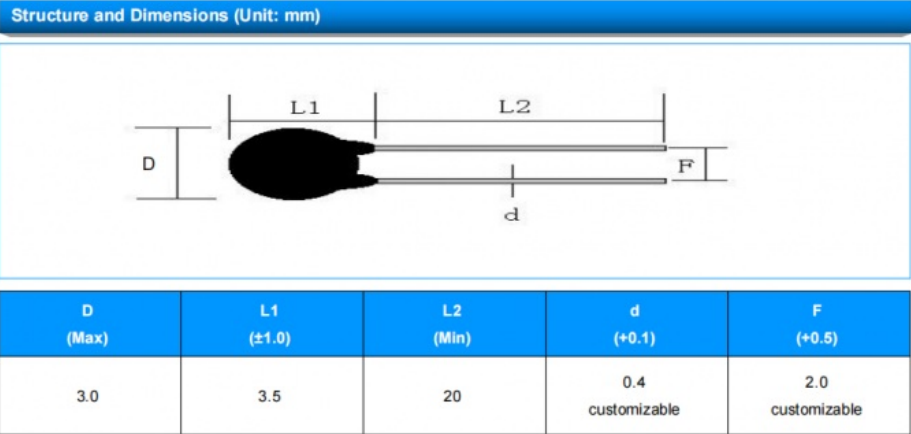 Structure and Dimensions (Unit: mm)
L1
L2
D
F
d
D L1 L2 d F
(Max) (±1.0) (Min) (+0.1) (+0.5)
3.0 3.5 20 0.4 2.0
customizable customizable